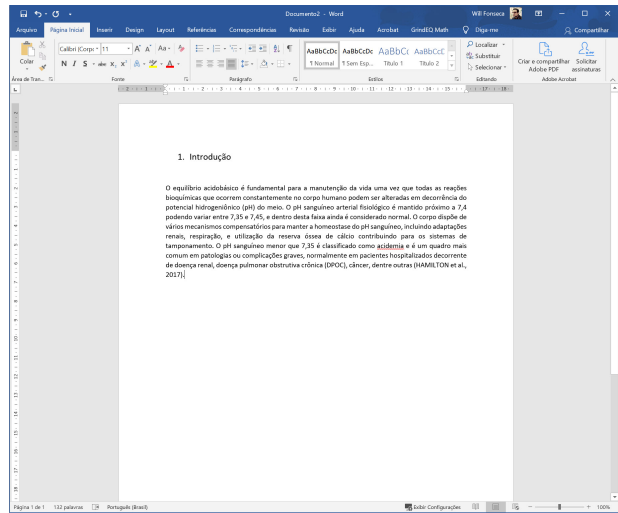 Documento2 - Word
Will Fonseca
Arquivo Página Inicial Inserir Design Layout Referências Correspondências Revisão Exibir Ajuda Acrobat GrindEQ Math Diga-me Compartilhar
Colar
Calibri (Corpo 11
N I S abc X, X'
AaBbCcDc AaBbCcDc AaBbCc AaBbCcC
¶ Normal ¶ Sem Esp... Título 1 Título 2
Localizar
Substituir
Selecionar
Criar e compartilhar Adobe PDF
Solicitar assinaturas
Área de Tran... Fonte Parágrafo Estilos Editando Adobe Acrobat
1. Introdução
O equilíbrio acidobásico é fundamental para a manutenção da vida uma vez que todas as reações
bioquímicas que ocorrem constantemente no corpo humano podem ser alteradas em decorrência do
potencial hidrogeniônico (pH) do meio. O pH sanguíneo arterial fisiológico é mantido próximo a 7,4
podendo variar entre 7,35 e 7,45, e dentro desta faixa ainda é considerado normal. O corpo dispõe de
vários mecanismos compensatórios para manter a homeostase do pH sanguíneo, incluindo adaptações
renais, respiração, e utilização da reserva óssea de cálcio contribuindo para os sistemas de
tamponamento. O pH sanguíneo menor que 7,35 é classificado como acidemia e é um quadro mais
comum em patologias ou complicações graves, normalmente em pacientes hospitalizados decorrente
de doença renal, doença pulmonar obstrutiva crônica (DPOC), câncer, dentre outras (HAMILTON et al.,
2017).
Página 1 de 1 132 palavras Português (Brasil) Exibir Configurações 100%